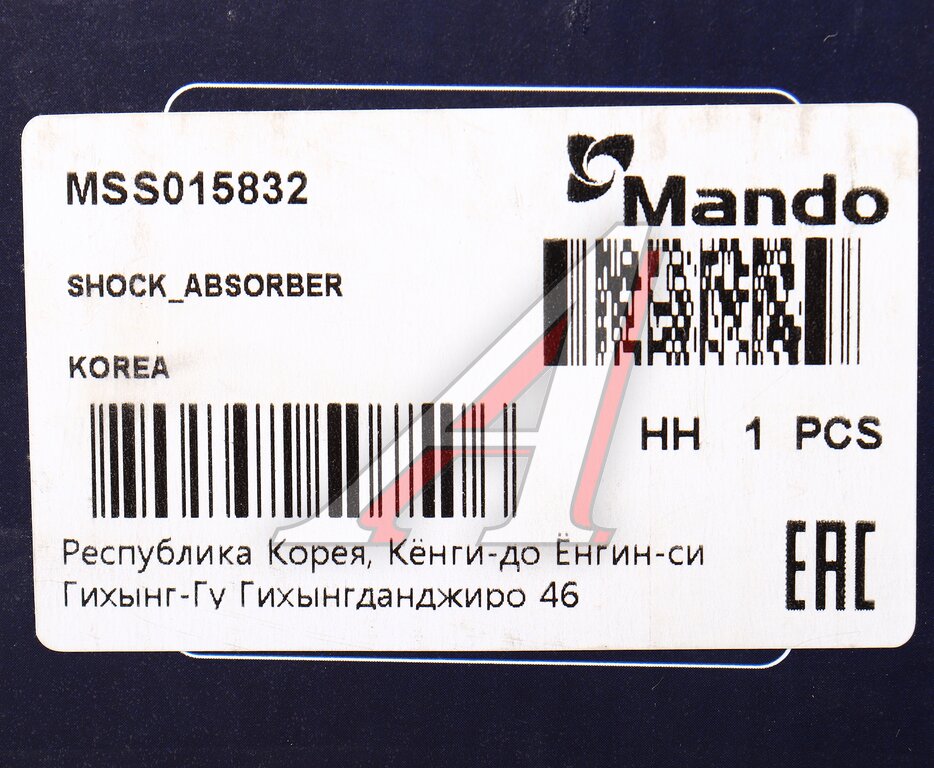 MSS015832
Mando
SHOCK_ABSORBER
KOREA
HH 1 PCS
Республика Корея, Кёнги-до Ёнгин-си
Гихынг-Гу Гихынгданджиро 46
EAC